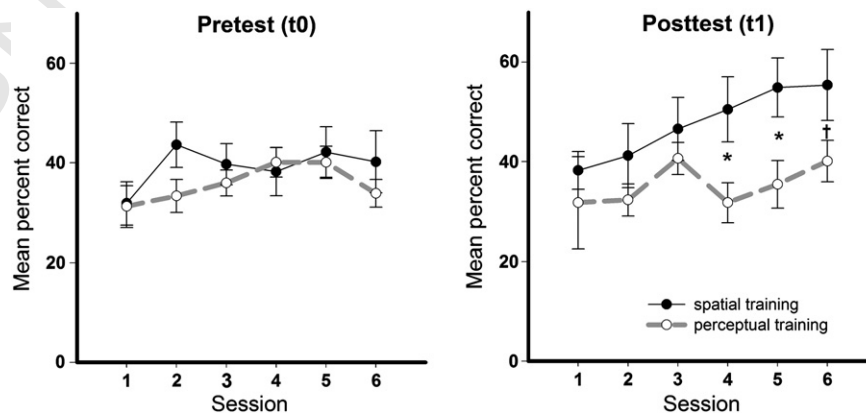 Pretest (t0)
Mean percent correct
60
40
20
0
1 2 3 4 5 6
Session
Posttest (t1)
Mean percent correct
60
40
20
0
* * †
spatial training
perceptual training
1 2 3 4 5 6
Session